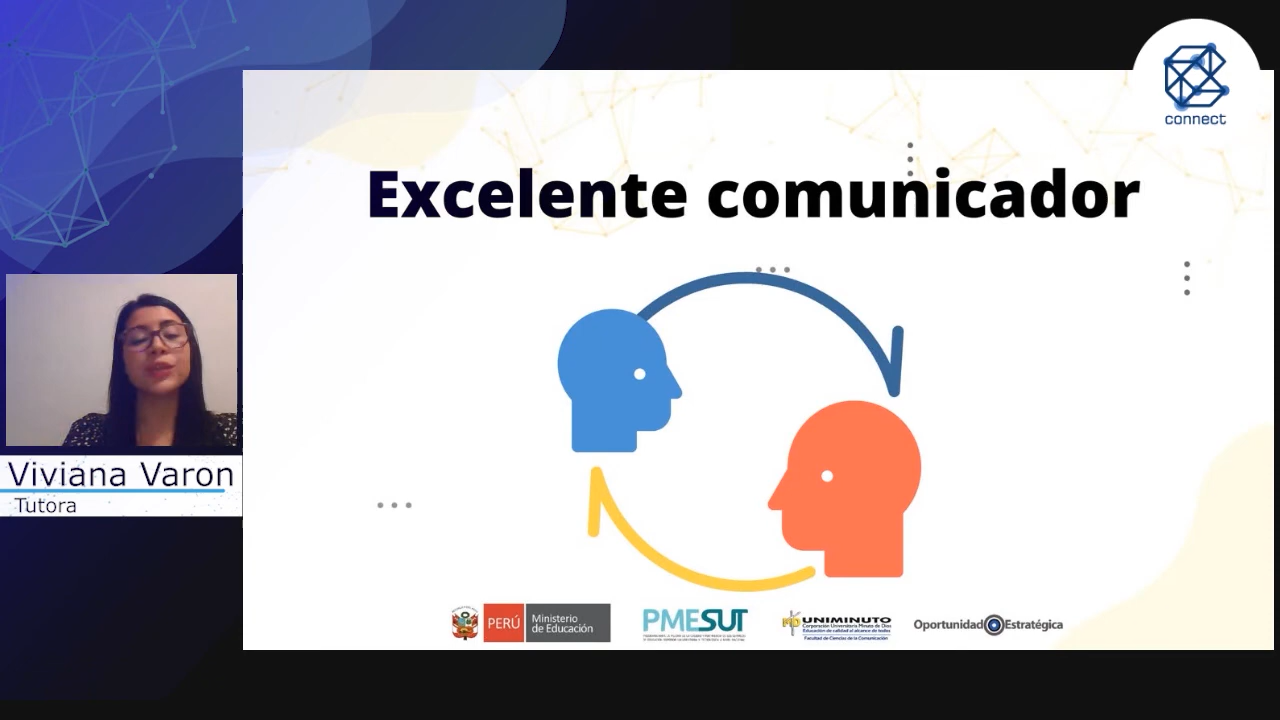 connect
Excelente comunicador
Viviana Varon
Tutora
PERÚ
Ministerio
de Educación
PMESUT
UNIMINUTO
Corporación Universitaria Minuto de Dios
Educación de calidad al alcance de todos
Facultad de Ciencias de la Comunicación
Oportunidad Estratégica